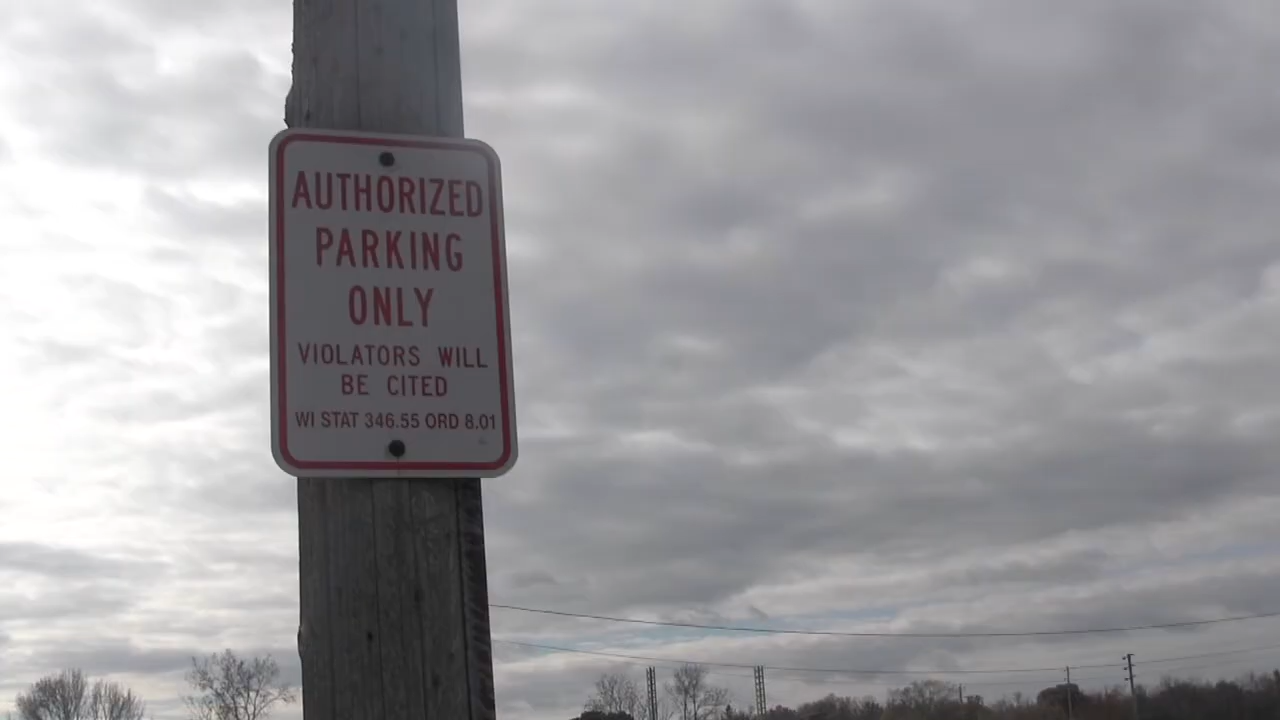 AUTHORIZED
PARKING
ONLY
VIOLATORS WILL
BE CITED
WI STAT 346.55 ORD 8.01